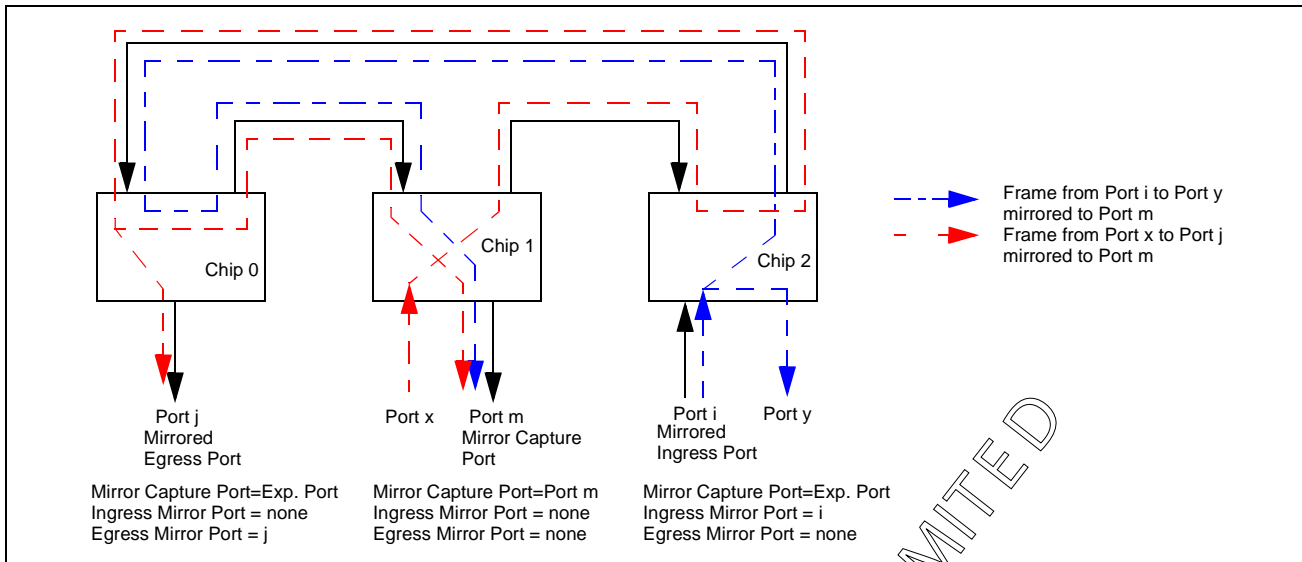 Chip 0
Chip 1
Chip 2
Frame from Port i to Port y
mirrored to Port m
Frame from Port x to Port j
mirrored to Port m
Port j
Mirrored
Egress Port
Port x
Port m
Mirror Capture
Port
Port i
Mirrored
Ingress Port
Port y
Mirror Capture Port=Exp. Port
Ingress Mirror Port = none
Egress Mirror Port = j
Mirror Capture Port=Port m
Ingress Mirror Port = none
Egress Mirror Port = none
Mirror Capture Port=Exp. Port
Ingress Mirror Port = i
Egress Mirror Port = none
MITED